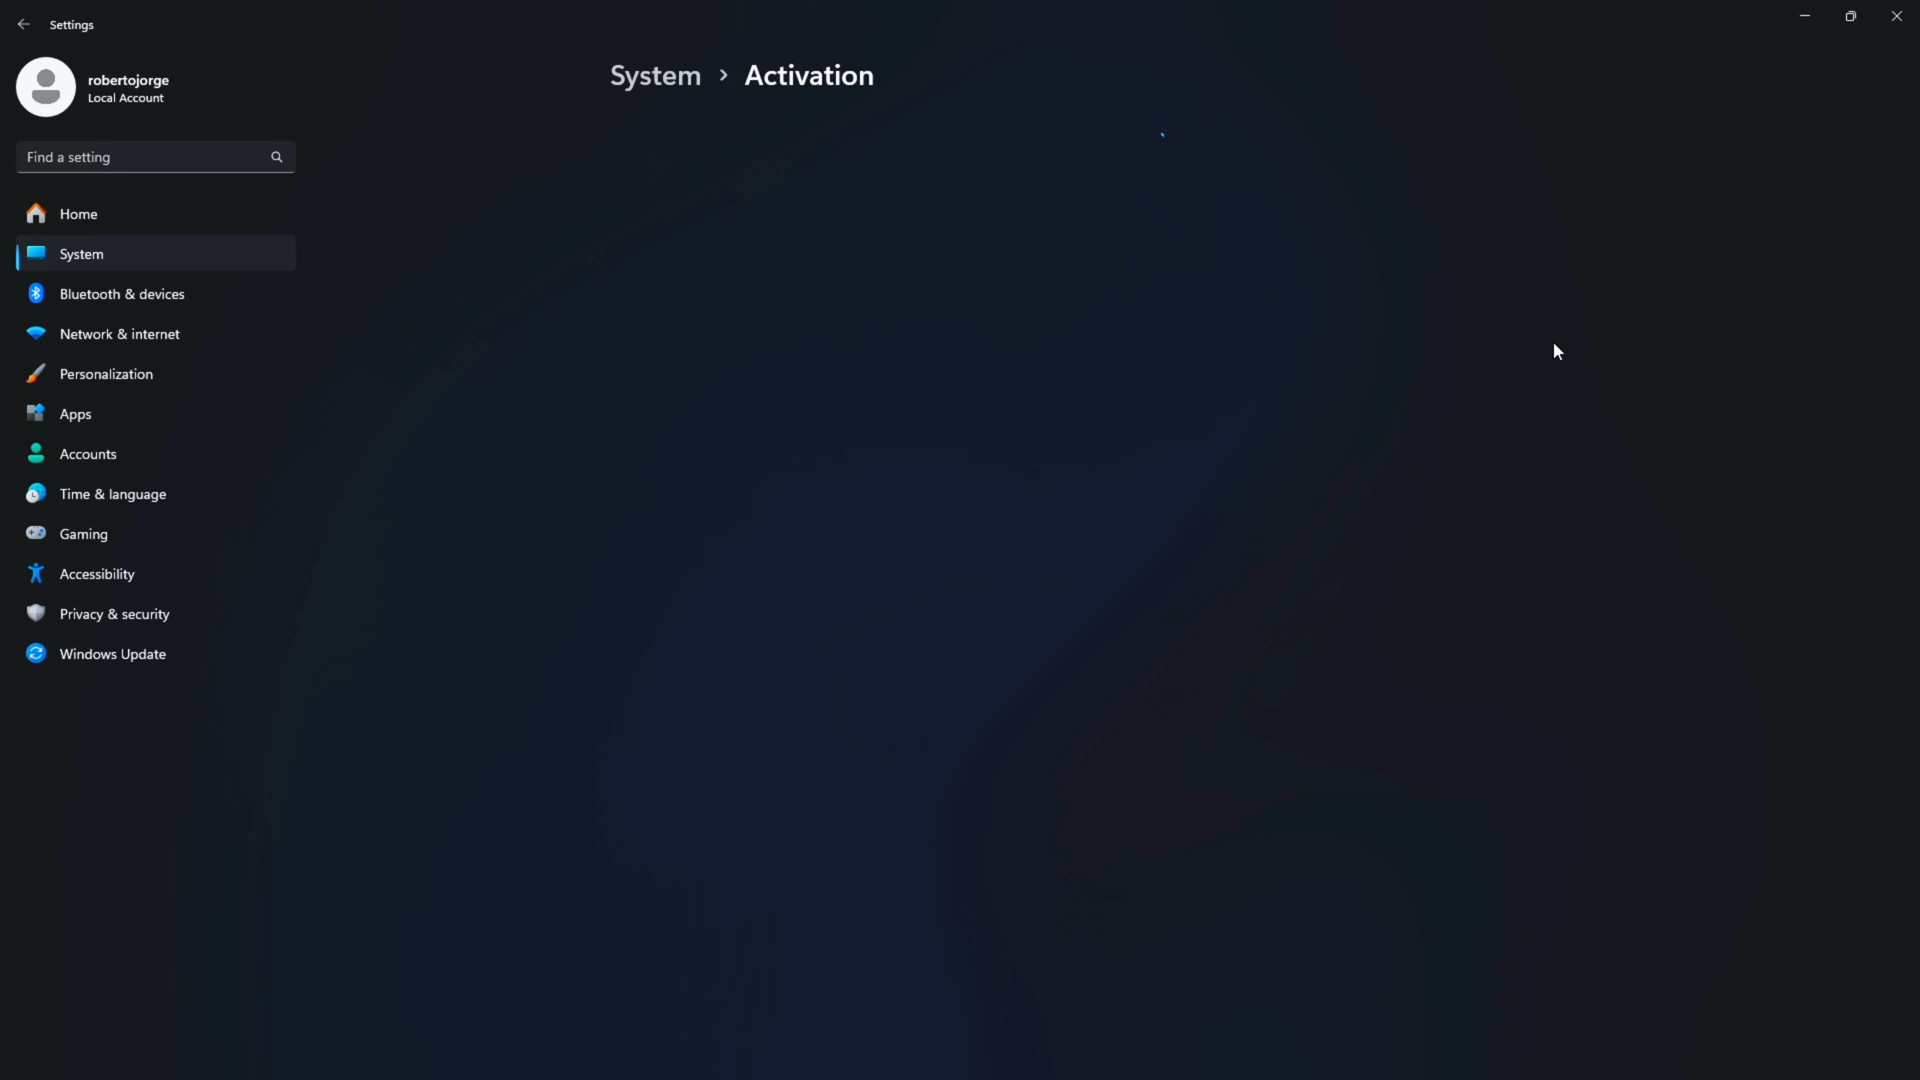 Settings
robertojorge
Local Account
System > Activation
Find a setting
Home
System
Bluetooth & devices
Network & internet
Personalization
Apps
Accounts
Time & language
Gaming
Accessibility
Privacy & security
Windows Update